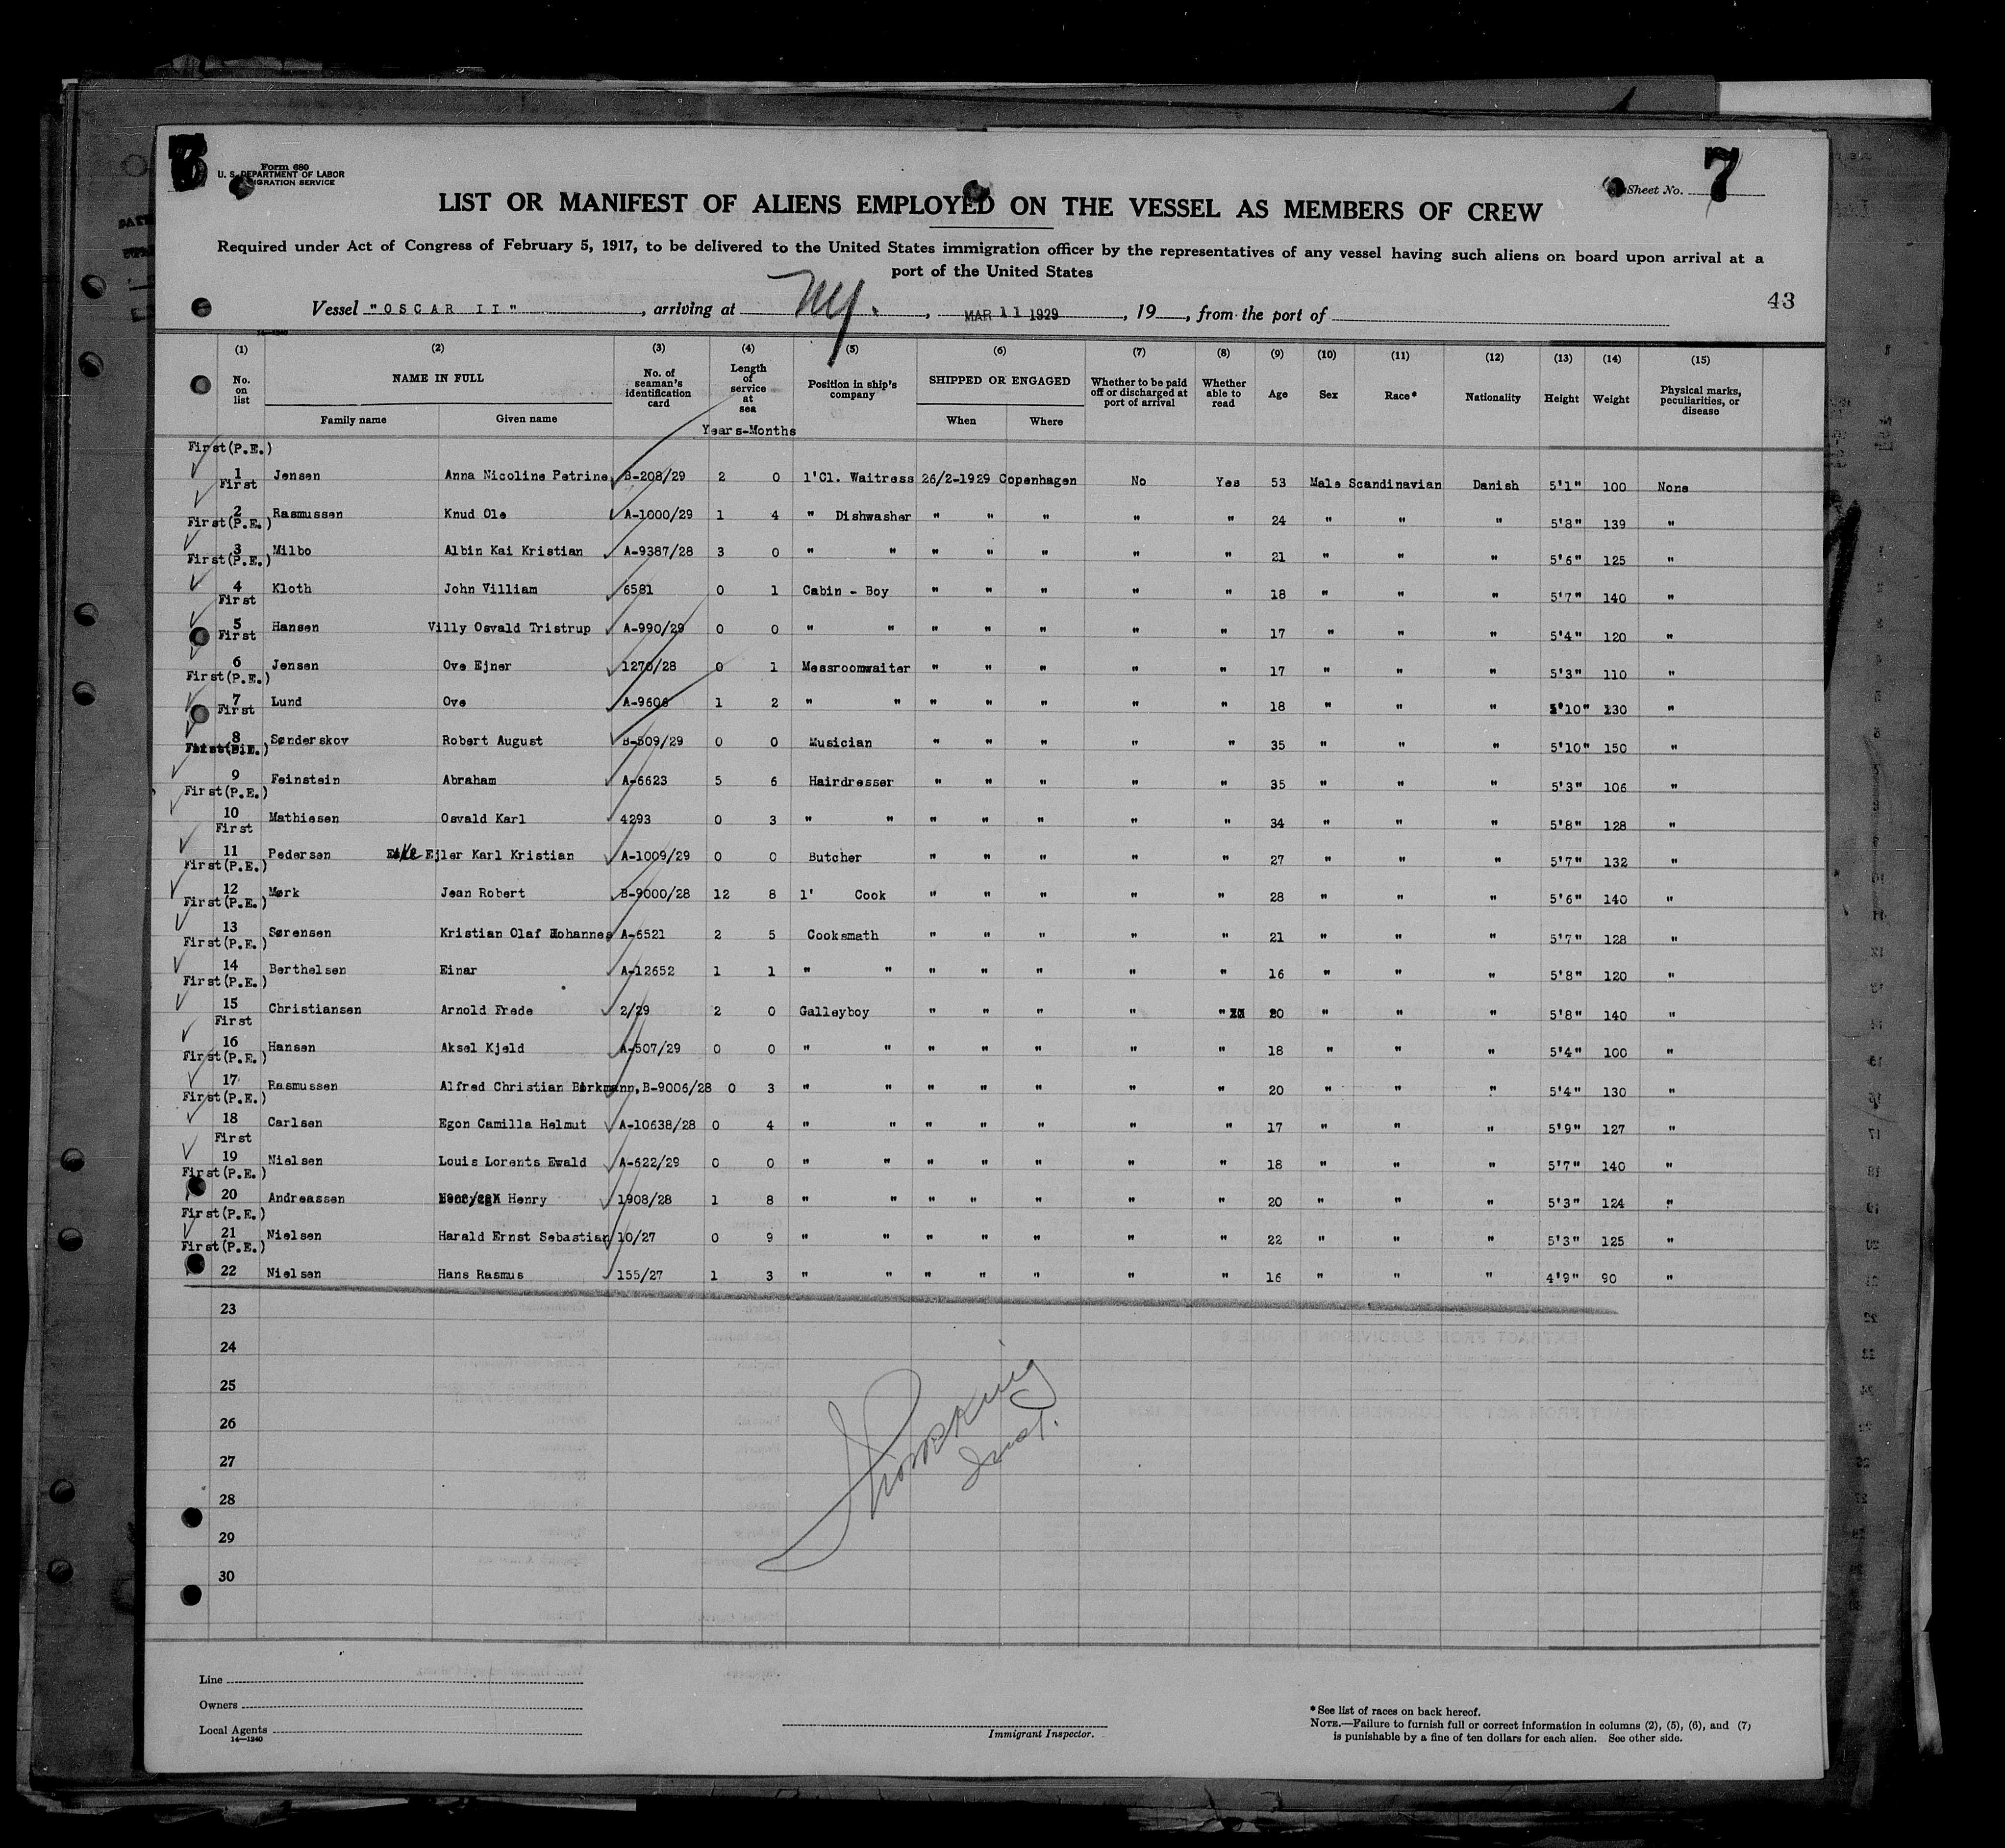 Form 680
U. S. DEPARTMENT OF LABOR
IGRATION SERVICE
7
Sheet No.
LIST OR MANIFEST OF ALIENS EMPLOYED ON THE VESSEL AS MEMBERS OF CREW
Required under Act of Congress of February 5, 1917, to be delivered to the United States immigration officer by the representatives of any vessel having such aliens on board upon arrival at a
port of the United States
43
Vessel "OSCAR II", arriving at Ny., MAR 11 1929, 19, from the port of
14—1240
(1) (2) (3) (4) (5) (6) (7) (8) (9) (10) (11) (12) (13) (14) (15)
No. on list NAME IN FULL No. of seaman's identification card Length of service at sea Position in ship's company SHIPPED OR ENGAGED Whether to be paid off or discharged at port of arrival Whether able to read Age Sex Race* Nationality Height Weight Physical marks, peculiarities, or disease
Family name Given name Years-Months When Where
First(P.E.)
1 Jensen Anna Nicoline Petrine B-208/29 2 0 1'Cl. Waitress 26/2-1929 Copenhagen No Yes 53 Male Scandinavian Danish 5'1" 100 None
First
2 Rasmussen Knud Ole A-1000/29 1 4 " Dishwasher " " " " " 24 " " " 5'8" 139 "
First(P.E.)
3 Milbo Albin Kai Kristian A-9387/28 3 0 " " " " " " " 21 " " " 5'6" 125 "
First(P.E.)
4 Kloth John Villiam 6581 0 1 Cabin - Boy " " " " " 18 " " " 5'7" 140 "
First
5 Hansen Villy Osvald Tristrup A-990/29 0 0 " " " " " " " 17 " " " 5'4" 120 "
First
6 Jensen Ove Ejner 1270/28 0 1 Messroomwaiter " " " " " 17 " " " 5'3" 110 "
First(P.E.)
7 Lund Ove A-9606 1 2 " " " " " " " 18 " " " 5'10" 130 "
First
8 Sønderskov Robert August B-509/29 0 0 Musician " " " " " 35 " " " 5'10" 150 "
First(P.E.)
9 Feinstein Abraham A-6623 5 6 Hairdresser " " " " " 35 " " " 5'3" 106 "
First(P.E.)
10 Mathiesen Osvald Karl 4293 0 3 " " " " " " " 34 " " " 5'8" 128 "
First
11 Pedersen Ejler Karl Kristian A-1009/29 0 0 Butcher " " " " " 27 " " " 5'7" 132 "
First(P.E.)
12 Mørk Jean Robert B-9000/28 12 8 1' Cook " " " " " 28 " " " 5'6" 140 "
First(P.E.)
13 Sørensen Kristian Olaf Johannes A-6521 2 5 Cooksmath " " " " " 21 " " " 5'7" 128 "
First(P.E.)
14 Berthelsen Einar A-12652 1 1 " " " " " " " 16 " " " 5'8" 120 "
First(P.E.)
15 Christiansen Arnold Frede 2/29 2 0 Galleyboy " " " " " 20 " " " 5'8" 140 "
First
16 Hansen Aksel Kjeld A-507/29 0 0 " " " " " " " 18 " " " 5'4" 100 "
First(P.E.)
17 Rasmussen Alfred Christian Birkmann, B-9006/28 0 3 " " " " " " " 20 " " " 5'4" 130 "
First(P.E.)
18 Carlsen Egon Camilla Helmut A-10638/28 0 4 " " " " " " " 17 " " " 5'9" 127 "
First
19 Nielsen Louis Lorents Ewald A-622/29 0 0 " " " " " " " 18 " " " 5'7" 140 "
First(P.E.)
20 Andreassen Henry 1908/28 1 8 " " " " " " " 20 " " " 5'3" 124 "
First(P.E.)
21 Nielsen Harald Ernst Sebastian 10/27 0 9 " " " " " " " 22 " " " 5'3" 125 "
First(P.E.)
22 Nielsen Hans Rasmus 155/27 1 3 " " " " " " " 16 " " " 4'9" 90 "
23
24
25
26
27
28
29
30
Insp.
Line
Owners
Local Agents
14—1240
Immigrant Inspector.
*See list of races on back hereof.
NOTE.—Failure to furnish full or correct information in columns (2), (5), (6), and (7)
is punishable by a fine of ten dollars for each alien. See other side.